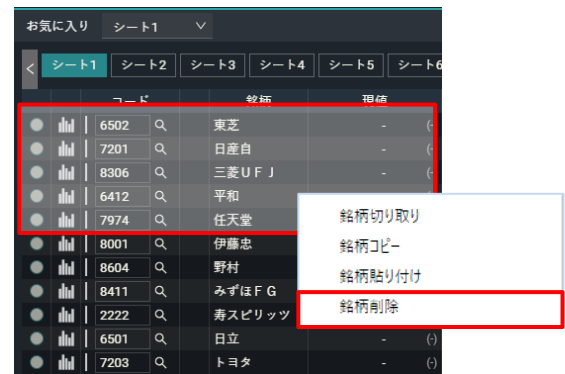 お気に入り シート1
シート1 シート2 シート3 シート4 シート5 シート6
コード 銘柄 現値
6502 東芝 - (-
7201 日産自 - (-
8306 三菱UFJ - (-
6412 平和 -
7974 任天堂
8001 伊藤忠
8604 野村
8411 みずほFG
2222 寿スピリッツ
6501 日立 - (-)
7203 トヨタ - (-)
銘柄切り取り
銘柄コピー
銘柄貼り付け
銘柄削除